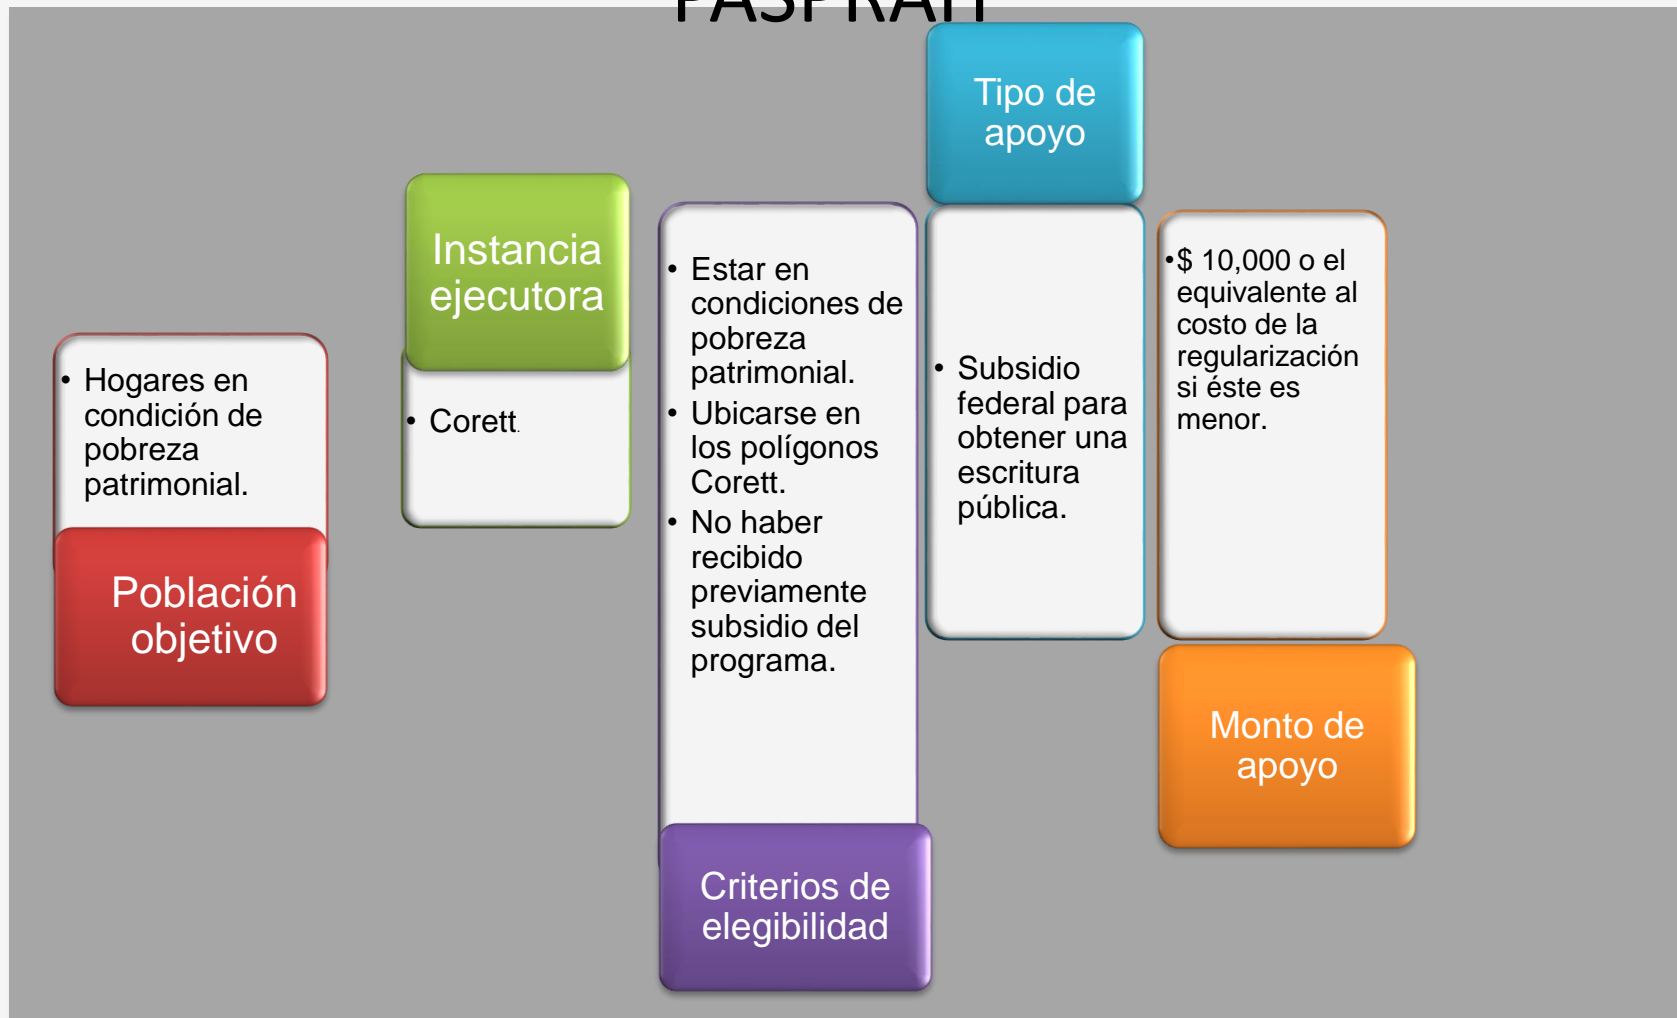 PASPRAH
Tipo de
apoyo
Instancia
ejecutora
• Hogares en
condición de
pobreza
patrimonial.
Población
objetivo
• Corett.
• Estar en
condiciones de
pobreza
patrimonial.
• Ubicarse en
los polígonos
Corett.
• No haber
recibido
previamente
subsidio del
programa.
Criterios de
elegibilidad
• Subsidio
federal para
obtener una
escritura
pública.
•$ 10,000 o el
equivalente al
costo de la
regularización
si éste es
menor.
Monto de
apoyo